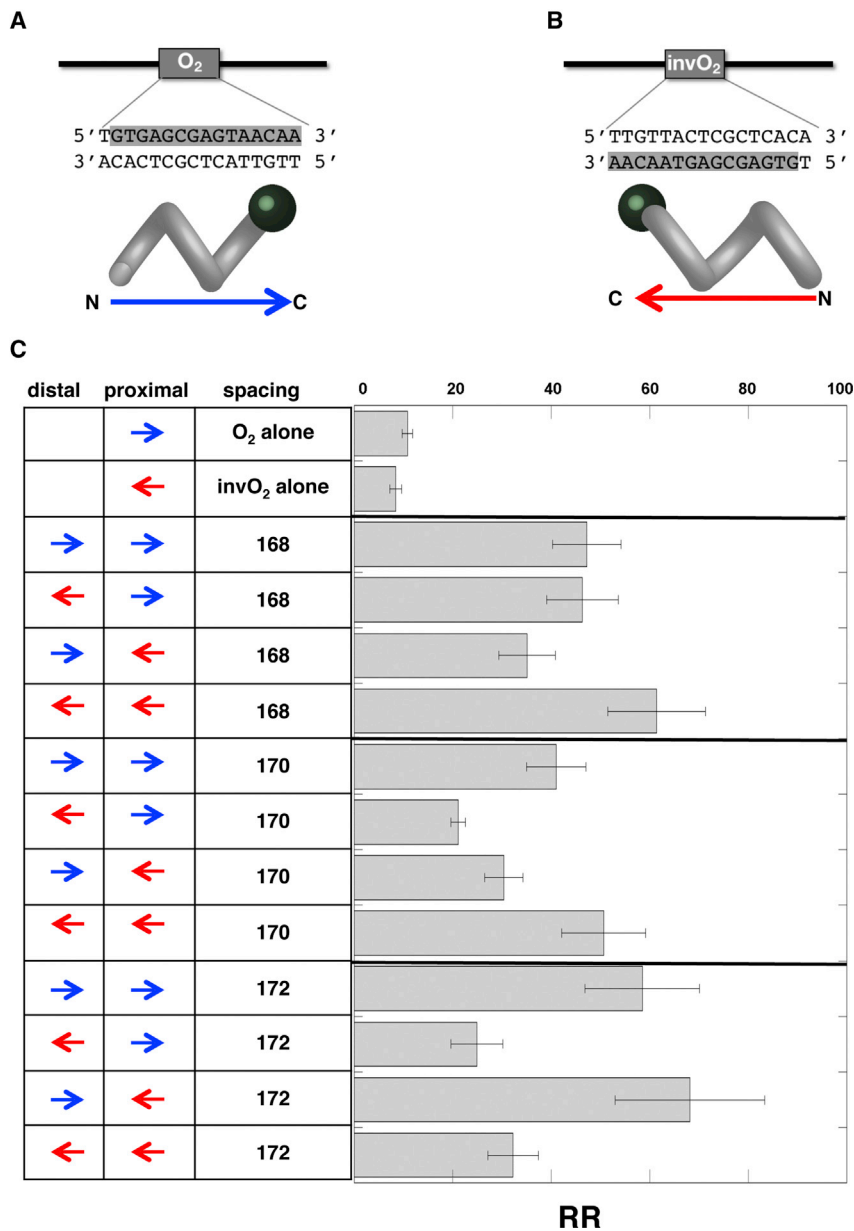 A
O₂
5'TGTGAGCGAGTAACAA 3'
3'ACACTCGCTCATTGTT 5'
N C
B
invO₂
5'TTGTTACTCGCTCACA 3'
3'AACAATGAGCGAGTGT 5'
C N
C
distal proximal spacing 0 20 40 60 80 100
O₂ alone
invO₂ alone
168
168
168
168
170
170
170
170
172
172
172
172
RR